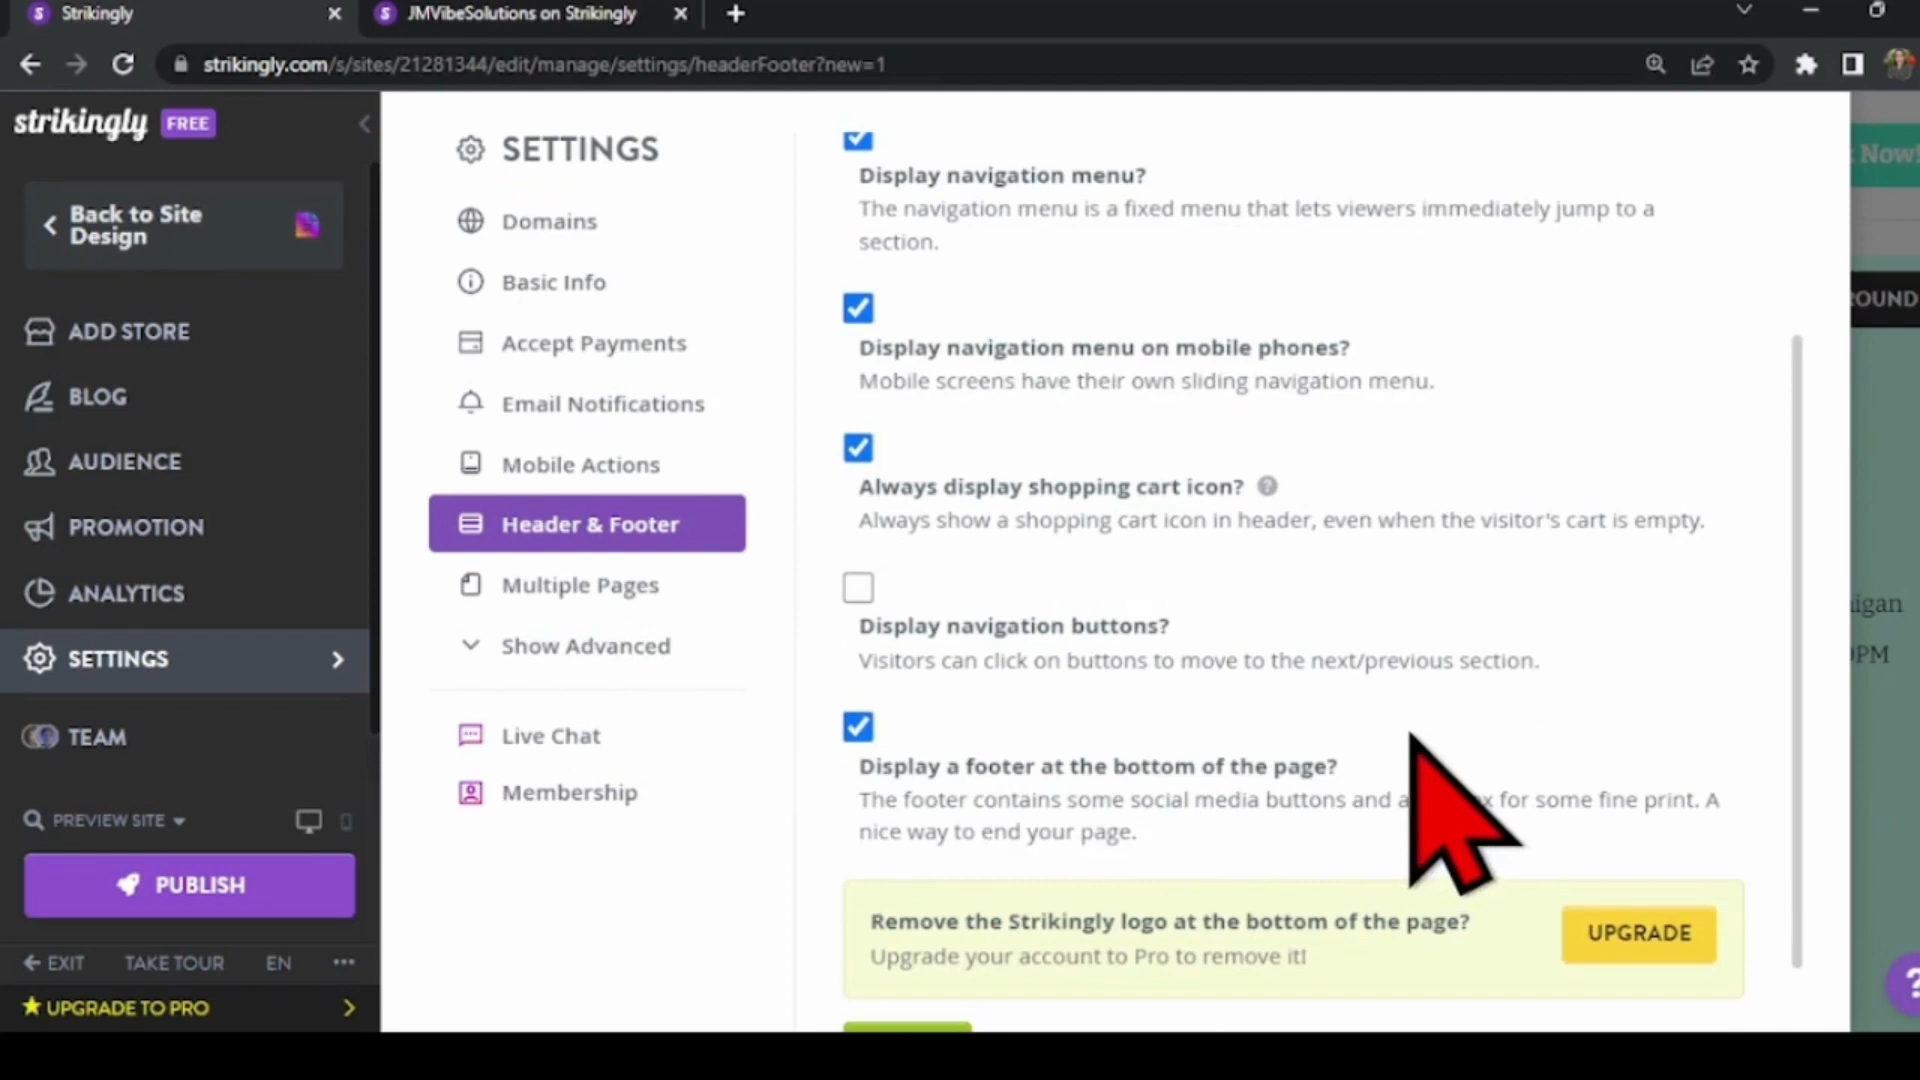 Strikingly
JMVibeSolutions on Strikingly
strikingly.com/s/sites/21281344/edit/manage/settings/headerFooter?new=1
strikingly FREE
Back to Site
Design
ADD STORE
BLOG
AUDIENCE
PROMOTION
ANALYTICS
SETTINGS
TEAM
PREVIEW SITE
PUBLISH
EXIT
TAKE TOUR
EN
UPGRADE TO PRO
SETTINGS
Domains
Basic Info
Accept Payments
Email Notifications
Mobile Actions
Header & Footer
Multiple Pages
Show Advanced
Live Chat
Membership
Display navigation menu?
The navigation menu is a fixed menu that lets viewers immediately jump to a
section.
Display navigation menu on mobile phones?
Mobile screens have their own sliding navigation menu.
Always display shopping cart icon?
Always show a shopping cart icon in header, even when the visitor's cart is empty.
Display navigation buttons?
Visitors can click on buttons to move to the next/previous section.
Display a footer at the bottom of the page?
The footer contains some social media buttons and a for some fine print. A
nice way to end your page.
Remove the Strikingly logo at the bottom of the page?
Upgrade your account to Pro to remove it!
UPGRADE
Now!
OUND
igan
PM
?